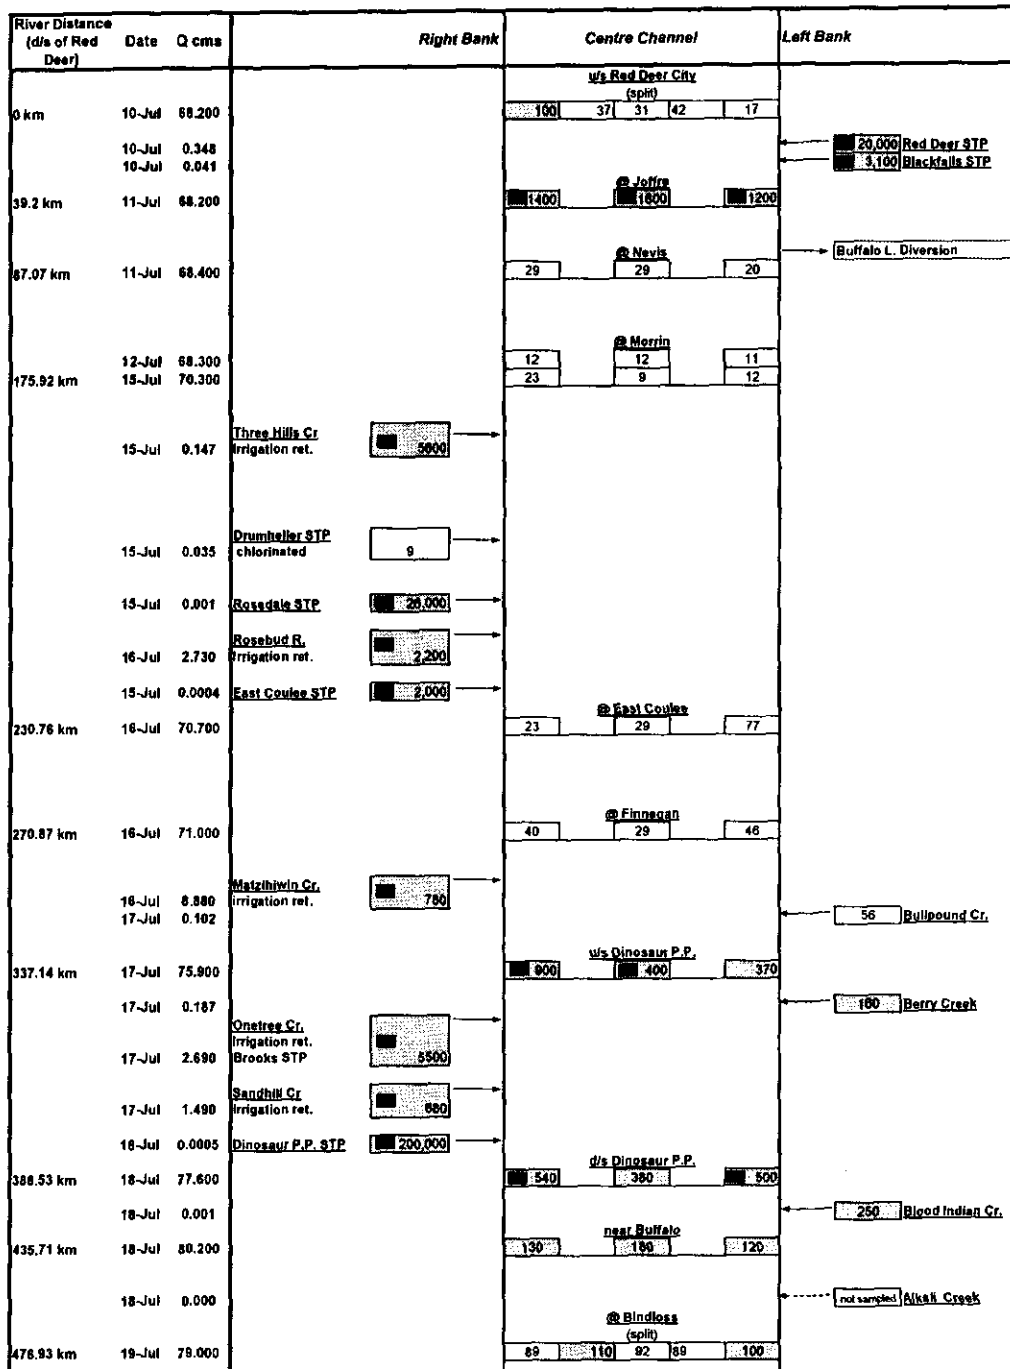 River Distance (d/s of Red Deer) Date Q cms Right Bank Centre Channel Left Bank
u/s Red Deer City
(split)
0 km 10-Jul 68.200 100 37 31 42 17
10-Jul 0.348 20,000 Red Deer STP
10-Jul 0.041 3,100 Blackfalls STP
@ Joffre
39.2 km 11-Jul 68.200 1400 1600 1200
Buffalo L. Diversion
@ Nevis
87.07 km 11-Jul 68.400 29 29 20
@ Morrin
12-Jul 68.300 12 12 11
175.92 km 15-Jul 70.300 23 9 12
Three Hills Cr
15-Jul 0.147 Irrigation ret. 5600
Drumheller STP
15-Jul 0.035 chlorinated 9
15-Jul 0.001 Rosedale STP 26,000
Rosebud R.
16-Jul 2.730 Irrigation ret. 2,200
15-Jul 0.0004 East Coulee STP 2,000
@ East Coulee
230.76 km 16-Jul 70.700 23 29 77
@ Finnegan
270.87 km 16-Jul 71.000 40 29 46
Matzihiwin Cr.
16-Jul 8.880 irrigation ret. 780
17-Jul 0.102 56 Bullpound Cr.
u/s Dinosaur P.P.
337.14 km 17-Jul 75.900 900 400 370
17-Jul 0.187 160 Berry Creek
Onetree Cr.
Irrigation ret.
17-Jul 2.690 Brooks STP 5500
Sandhill Cr
17-Jul 1.490 Irrigation ret. 680
16-Jul 0.0005 Dinosaur P.P. STP 200,000
d/s Dinosaur P.P.
386.53 km 18-Jul 77.600 540 380 500
18-Jul 0.001 250 Blood Indian Cr.
near Buffalo
435.71 km 18-Jul 80.200 130 180 120
18-Jul 0.000 not sampled Alkali Creek
@ Bindloss
(split)
476.93 km 19-Jul 79.000 89 110 92 89 100